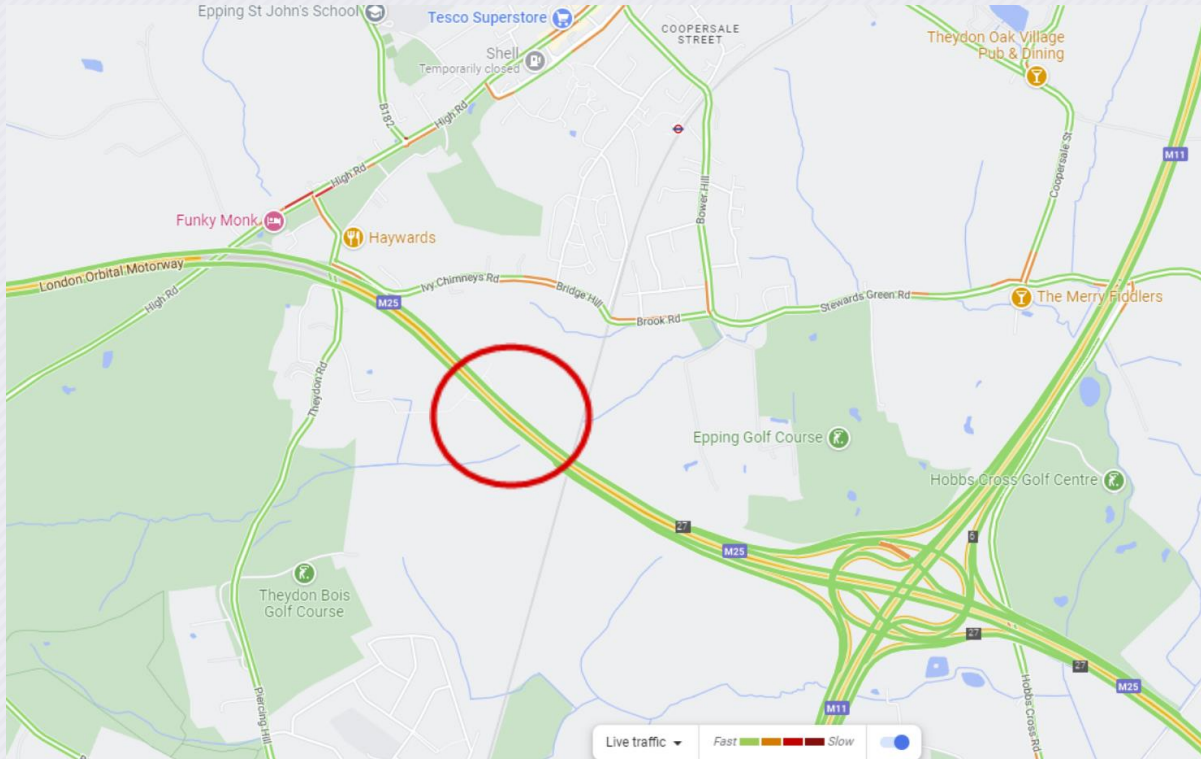 Epping St John's School
Tesco Superstore
COOPERSALE
STREET
Theydon Oak Village
Pub & Dining
Shell
Temporarily closed
B182
High Rd
M11
Coopersale St
High Rd
Bower Hill
Funky Monk
Haywards
London Orbital Motorway
High Rd
M25
Ivy Chimneys Rd
Bridge Hill
Brook Rd
Stewards Green Rd
The Merry Fiddlers
Theydon Rd
Epping Golf Course
Hobbs Cross Golf Centre
27
M25
6
Theydon Bois
Golf Course
27
27
M25
Piercing Hill
M11
Hobbs Cross Rd
Live traffic
Fast
Slow